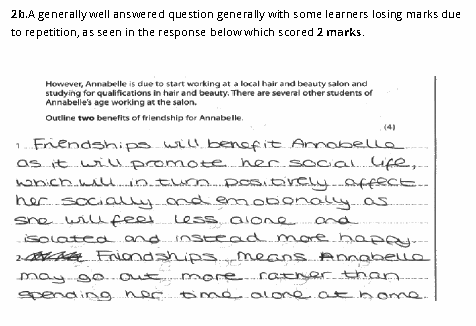 2b.A generally well answered question generally with some learners losing marks due
to repetition, as seen in the response below which scored 2 marks.
However, Annabelle is due to start working at a local hair and beauty salon and
studying for qualifications in hair and beauty. There are several other students of
Annabelle's age working at the salon.
Outline two benefits of friendship for Annabelle.
(4)
1 Friendships will benefit Annabelle
as it will promote her social life,
which will in turn positively affect
her socially and emotionally as
she will feel less alone and
isolated and instead more happy.
2 Friendships means Annabelle
may go out more rather than
spending her time alone at home.